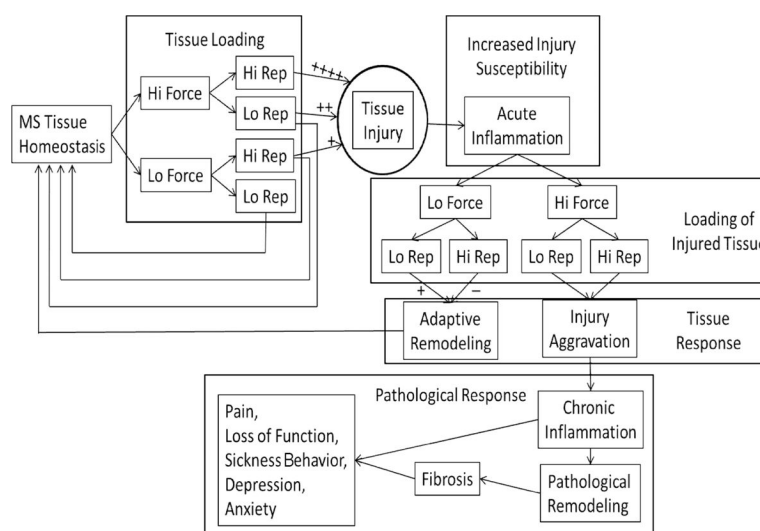 Tissue Loading
MS Tissue
Homeostasis
Hi Force
Lo Force
Hi Rep
Lo Rep
Hi Rep
Lo Rep
++++
++
+
Tissue
Injury
Increased Injury
Susceptibility
Acute
Inflammation
Lo Force
Hi Force
Lo Rep
Hi Rep
Lo Rep
Hi Rep
Loading of
Injured Tissue
+
–
Adaptive
Remodeling
Injury
Aggravation
Tissue
Response
Pathological Response
Pain,
Loss of Function,
Sickness Behavior,
Depression,
Anxiety
Chronic
Inflammation
Fibrosis
Pathological
Remodeling